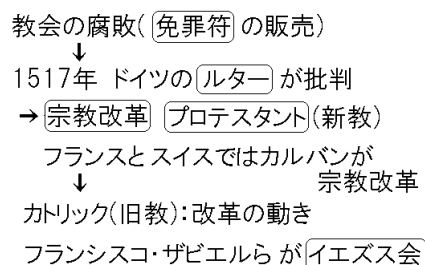 教会の腐敗(免罪符の販売)
↓
1517年 ドイツのルターが批判
→宗教改革 プロテスタント(新教)
フランスとスイスではカルバンが
↓ 宗教改革
カトリック(旧教):改革の動き
フランシスコ・ザビエルらがイエズス会